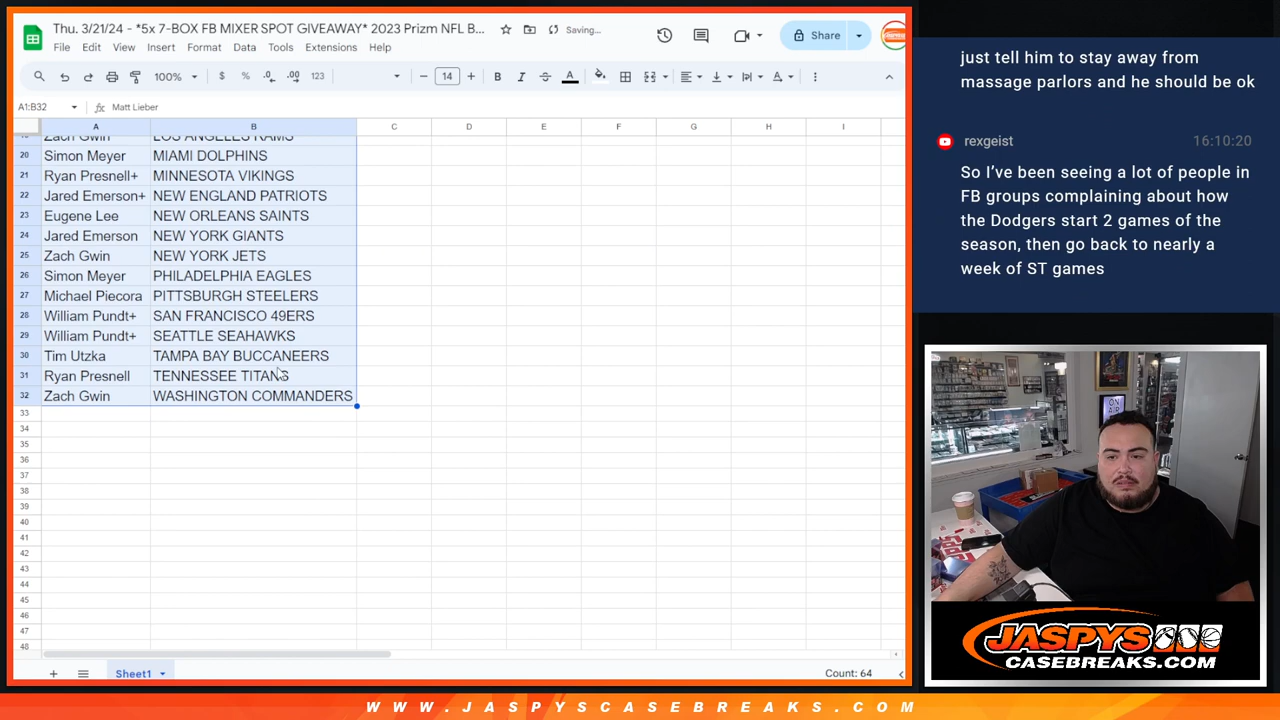 Thu. 3/21/24 - *5x 7-BOX FB MIXER SPOT GIVEAWAY* 2023 Prizm NFL B...
Saving...
File Edit View Insert Format Data Tools Extensions Help
Share
100% $ % .0 .00 123 14 B I A
A1:B32 fx Matt Lieber
A B C D E F G H I
Zach Gwin LOS ANGELES RAMS
20 Simon Meyer MIAMI DOLPHINS
21 Ryan Presnell+ MINNESOTA VIKINGS
22 Jared Emerson+ NEW ENGLAND PATRIOTS
23 Eugene Lee NEW ORLEANS SAINTS
24 Jared Emerson NEW YORK GIANTS
25 Zach Gwin NEW YORK JETS
26 Simon Meyer PHILADELPHIA EAGLES
27 Michael Piecora PITTSBURGH STEELERS
28 William Pundt+ SAN FRANCISCO 49ERS
29 William Pundt+ SEATTLE SEAHAWKS
30 Tim Utzka TAMPA BAY BUCCANEERS
31 Ryan Presnell TENNESSEE TITANS
32 Zach Gwin WASHINGTON COMMANDERS
33
34
35
36
37
38
39
40
41
42
43
44
45
46
47
48
Sheet1
Count: 64
just tell him to stay away from
massage parlors and he should be ok
rexgeist 16:10:20
So I've been seeing a lot of people in
FB groups complaining about how
the Dodgers start 2 games of the
season, then go back to nearly a
week of ST games
ON
AIR
JASPYS
CASEBREAKS.COM
WWW.JASPYSCASEBREAKS.COM